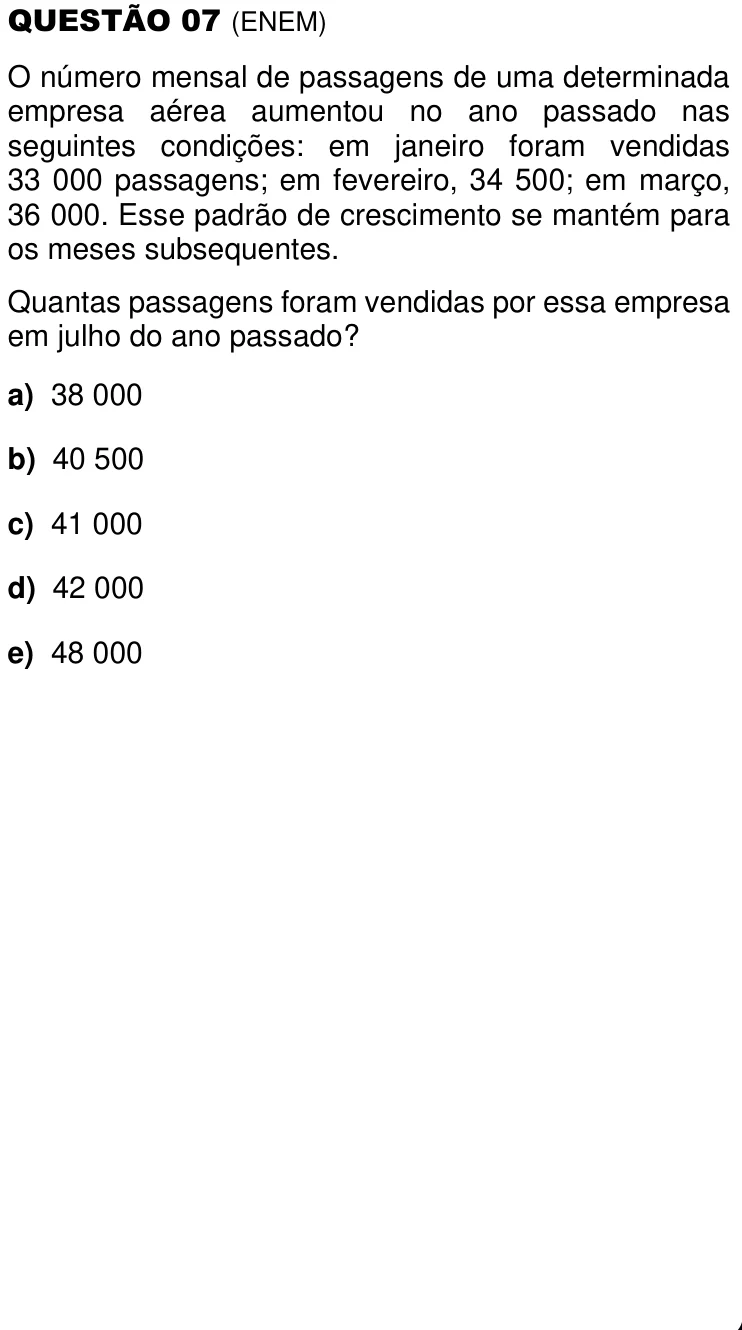 QUESTÃO 07 (ENEM)
O número mensal de passagens de uma determinada
empresa aérea aumentou no ano passado nas
seguintes condições: em janeiro foram vendidas
33 000 passagens; em fevereiro, 34 500; em março,
36 000. Esse padrão de crescimento se mantém para
os meses subsequentes.
Quantas passagens foram vendidas por essa empresa
em julho do ano passado?
a) 38 000
b) 40 500
c) 41 000
d) 42 000
e) 48 000